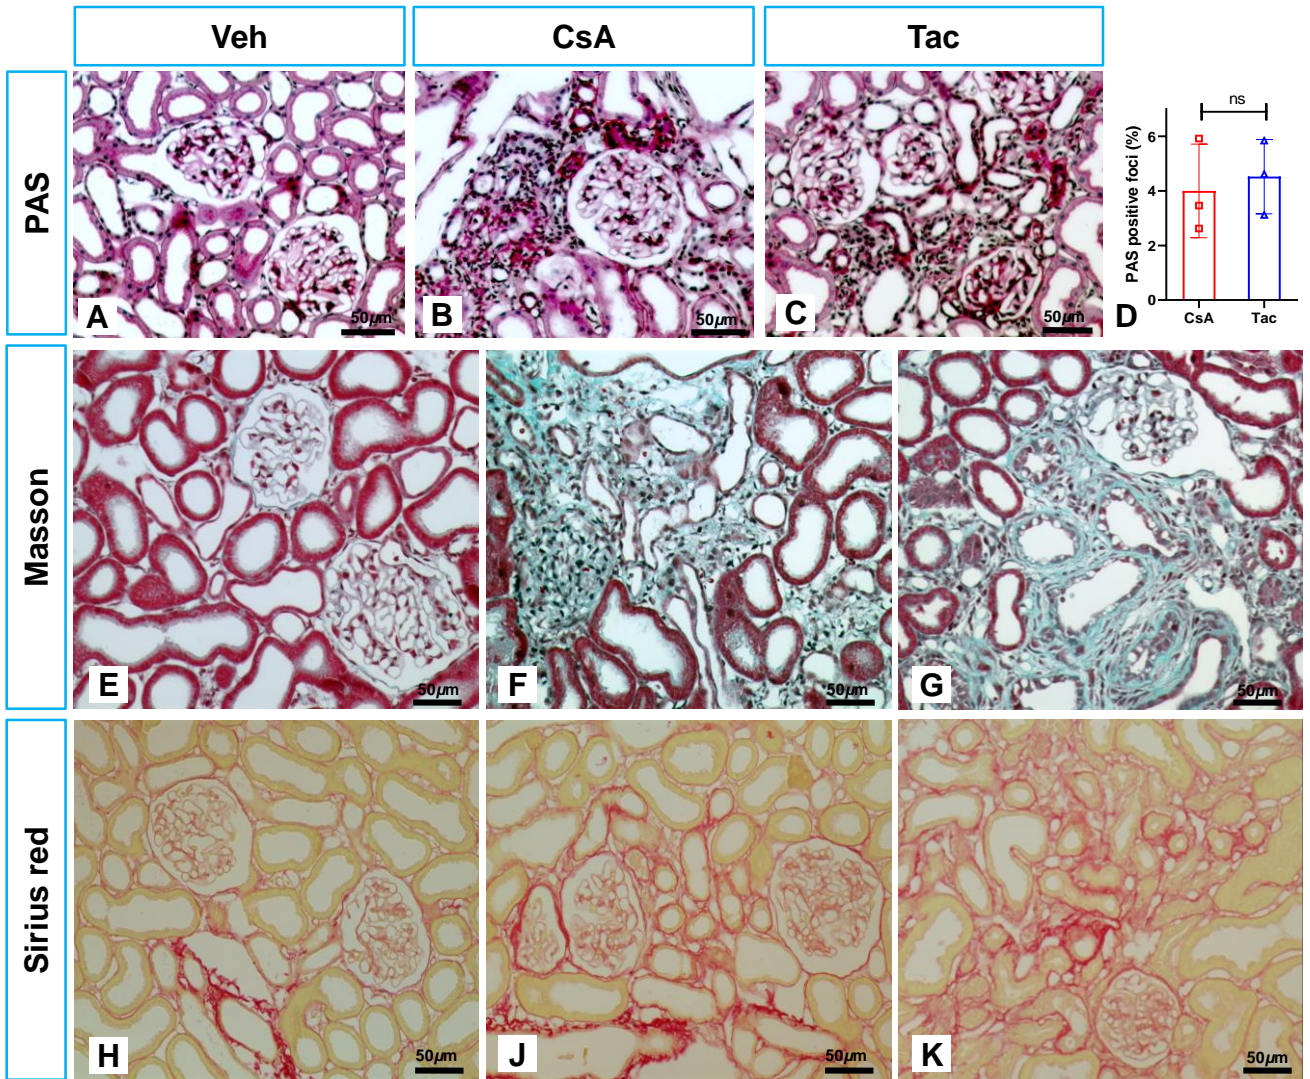 Veh
CsA
Tac
PAS
A
50µm
B
50µm
C
50µm
D
PAS positive foci (%)
6
4
2
0
ns
CsA
Tac
Masson
E
50µm
F
50µm
G
50µm
Sirius red
H
50µm
J
50µm
K
50µm